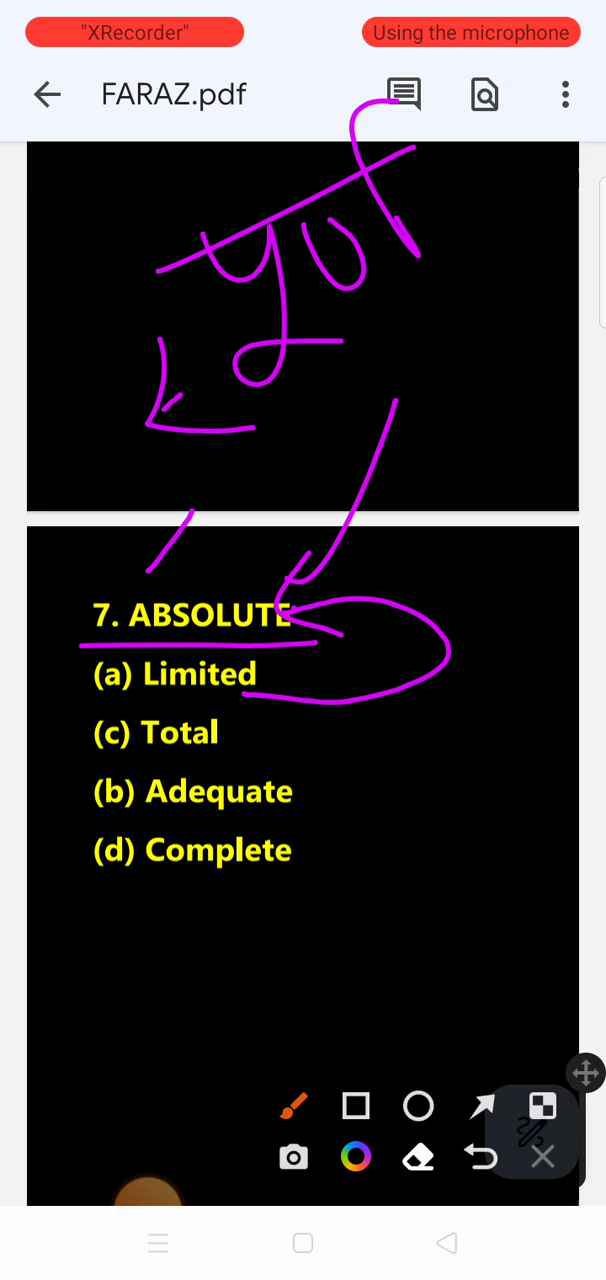 "XRecorder" Using the microphone
FARAZ.pdf
7. ABSOLUTE
(a) Limited
(c) Total
(b) Adequate
(d) Complete